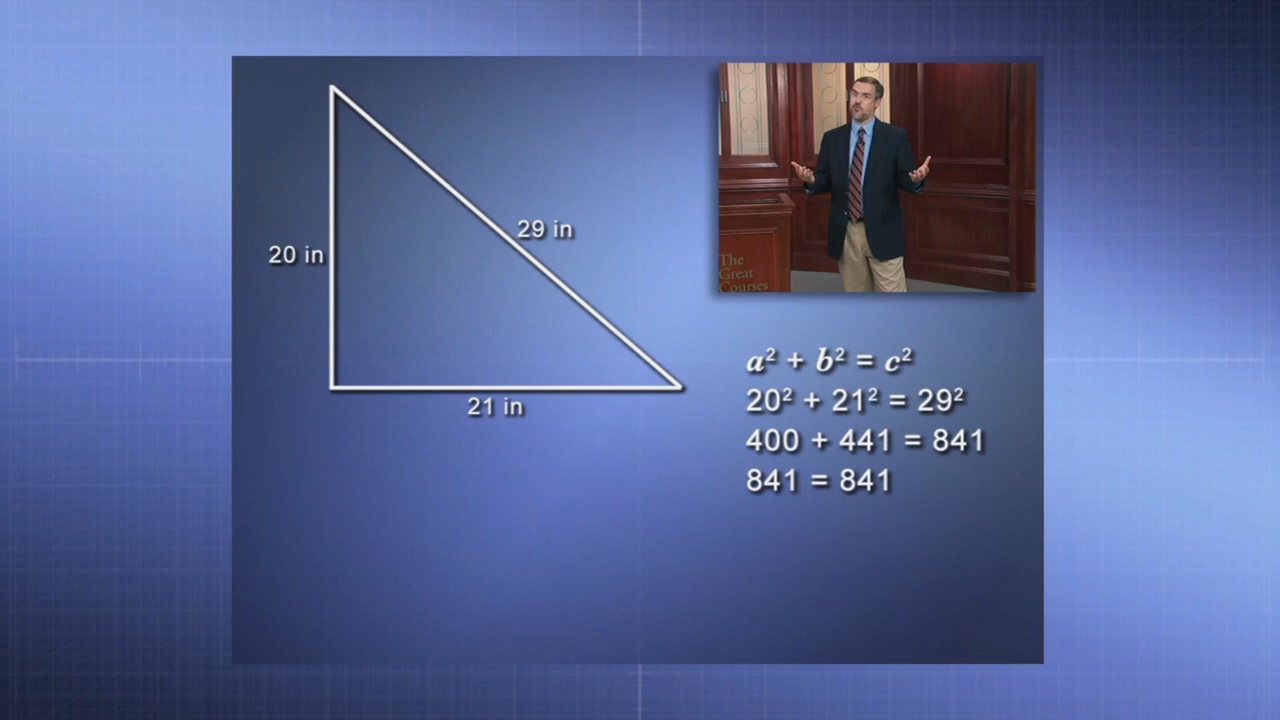 29 in
20 in
21 in
The
Great
Courses
a² + b² = c²
20² + 21² = 29²
400 + 441 = 841
841 = 841